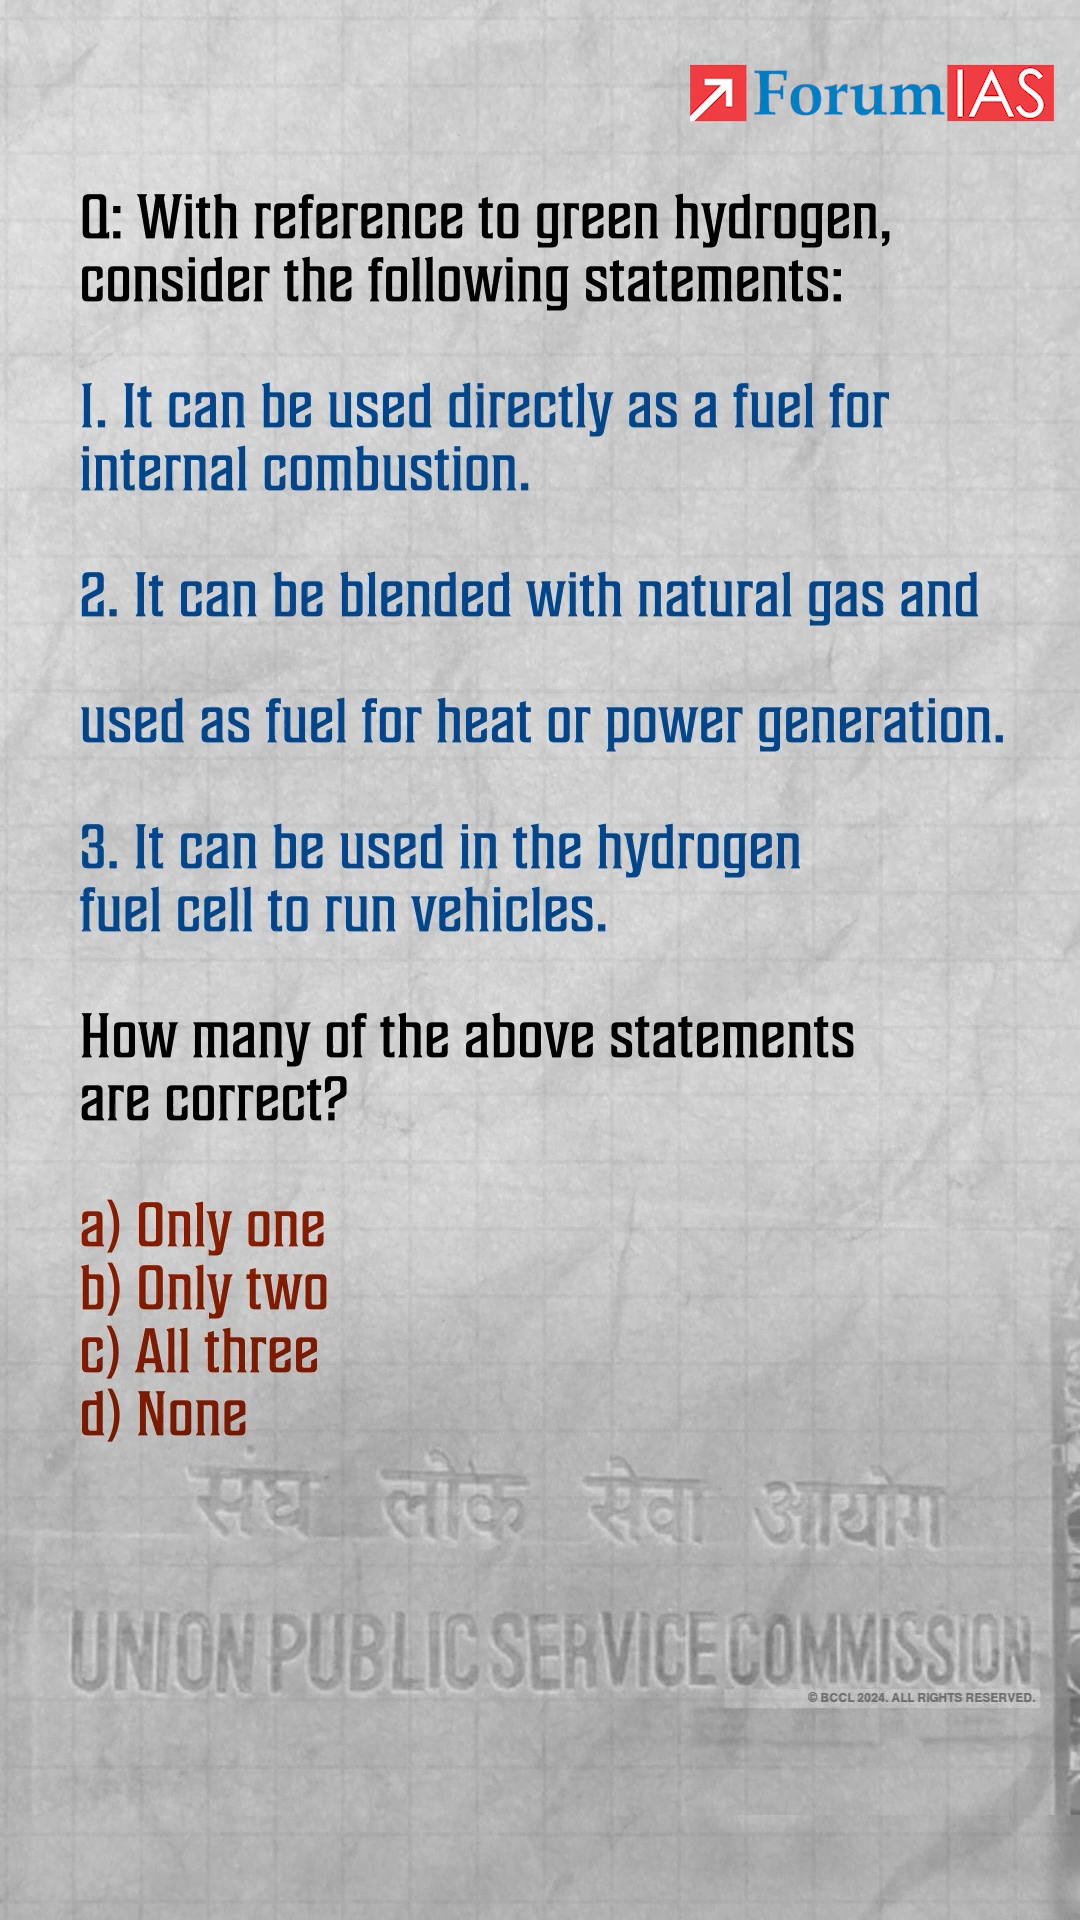 ForumIAS
Q: With reference to green hydrogen,
consider the following statements:
1. It can be used directly as a fuel for
internal combustion.
2. It can be blended with natural gas and
used as fuel for heat or power generation.
3. It can be used in the hydrogen
fuel cell to run vehicles.
How many of the above statements
are correct?
a) Only one
b) Only two
c) All three
d) None
संघ लोक सेवा आयोग
UNION PUBLIC SERVICE COMMISSION
© BCCL 2024. ALL RIGHTS RESERVED.